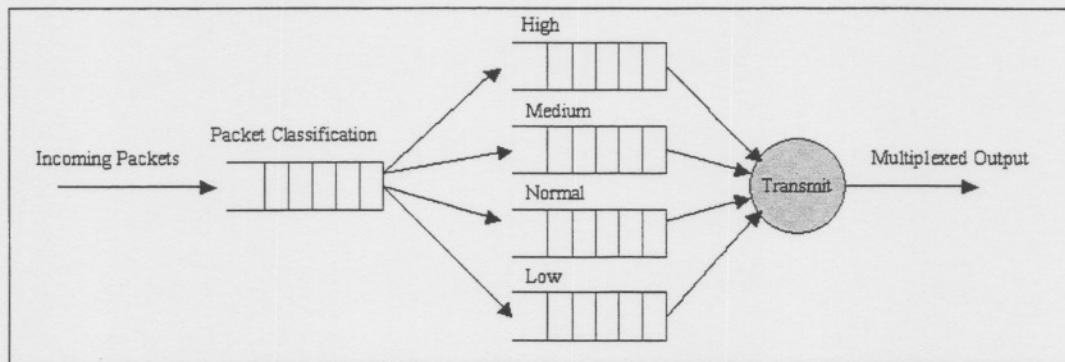 High
Medium
Packet Classification
Incoming Packets
Transmit
Multiplexed Output
Normal
Low